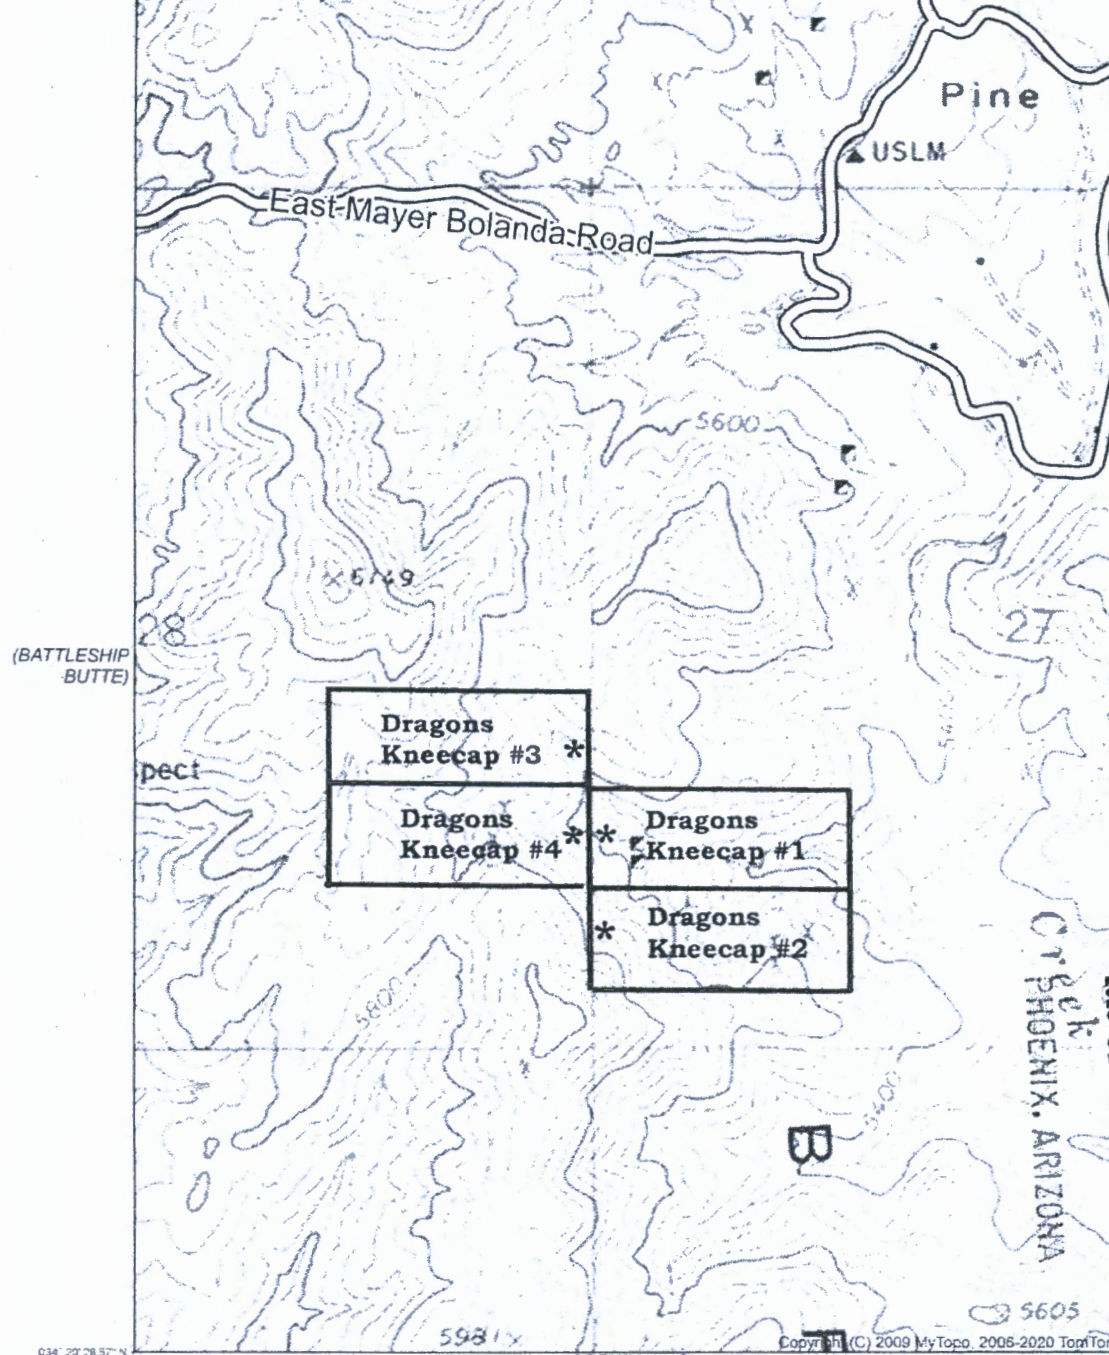 Pine
USLM
East Mayer Bolanda Road
5600
28
27
(BATTLESHIP
BUTTE)
Dragons
Kneecap #3 *
pect
Dragons
Kneecap #4 *
* Dragons
Kneecap #1
Dragons
* Kneecap #2
Creek
PHOENIX, ARIZONA
5800
5600
B
5605
5981 x
Copyright (C) 2009 MyTopo, 2006-2020 TomTom